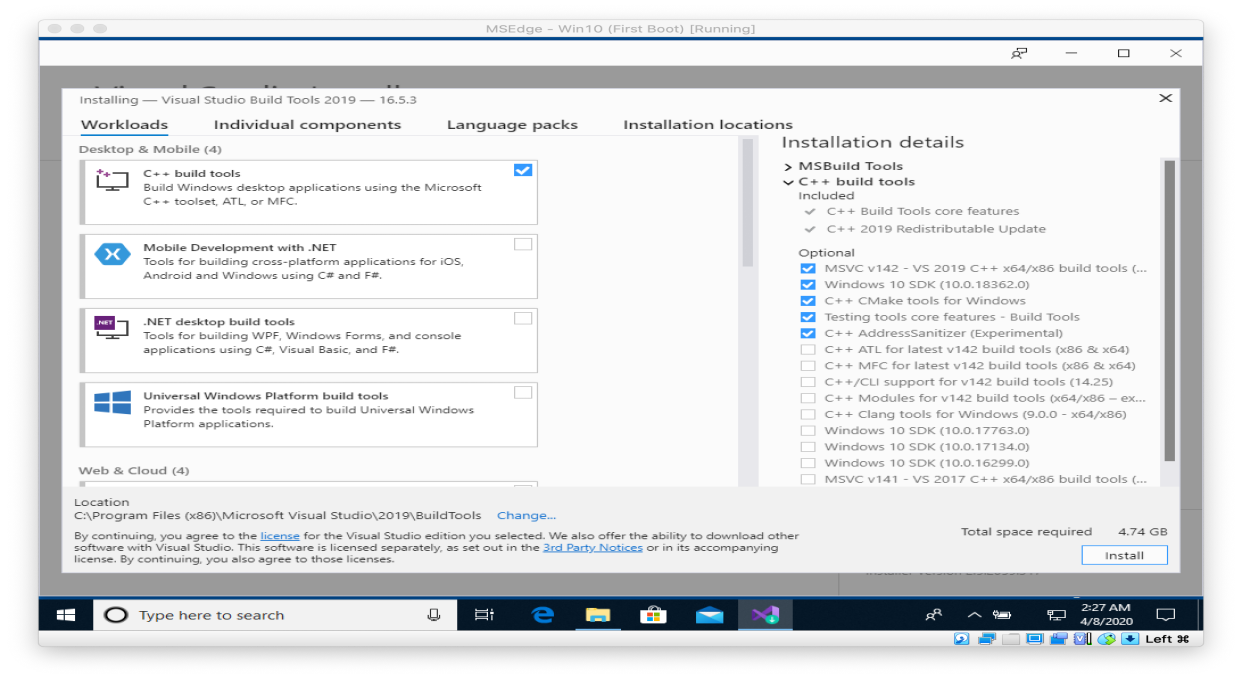 MSEdge - Win10 (First Boot) [Running]
Installing — Visual Studio Build Tools 2019 — 16.5.3
Workloads Individual components Language packs Installation locations
Desktop & Mobile (4)
C++ build tools
Build Windows desktop applications using the Microsoft
C++ toolset, ATL, or MFC.
Mobile Development with .NET
Tools for building cross-platform applications for iOS,
Android and Windows using C# and F#.
.NET
.NET desktop build tools
Tools for building WPF, Windows Forms, and console
applications using C#, Visual Basic, and F#.
Universal Windows Platform build tools
Provides the tools required to build Universal Windows
Platform applications.
Web & Cloud (4)
Installation details
MSBuild Tools
C++ build tools
Included
C++ Build Tools core features
C++ 2019 Redistributable Update
Optional
MSVC v142 - VS 2019 C++ x64/x86 build tools (...
Windows 10 SDK (10.0.18362.0)
C++ CMake tools for Windows
Testing tools core features - Build Tools
C++ AddressSanitizer (Experimental)
C++ ATL for latest v142 build tools (x86 & x64)
C++ MFC for latest v142 build tools (x86 & x64)
C++/CLI support for v142 build tools (14.25)
C++ Modules for v142 build tools (x64/x86 – ex...
C++ Clang tools for Windows (9.0.0 - x64/x86)
Windows 10 SDK (10.0.17763.0)
Windows 10 SDK (10.0.17134.0)
Windows 10 SDK (10.0.16299.0)
MSVC v141 - VS 2017 C++ x64/x86 build tools (...
Location
C:\Program Files (x86)\Microsoft Visual Studio\2019\BuildTools Change...
By continuing, you agree to the license for the Visual Studio edition you selected. We also offer the ability to download other
software with Visual Studio. This software is licensed separately, as set out in the 3rd Party Notices or in its accompanying
license. By continuing, you also agree to those licenses.
Total space required 4.74 GB
Install
Type here to search
2:27 AM
4/8/2020
Left ⌘